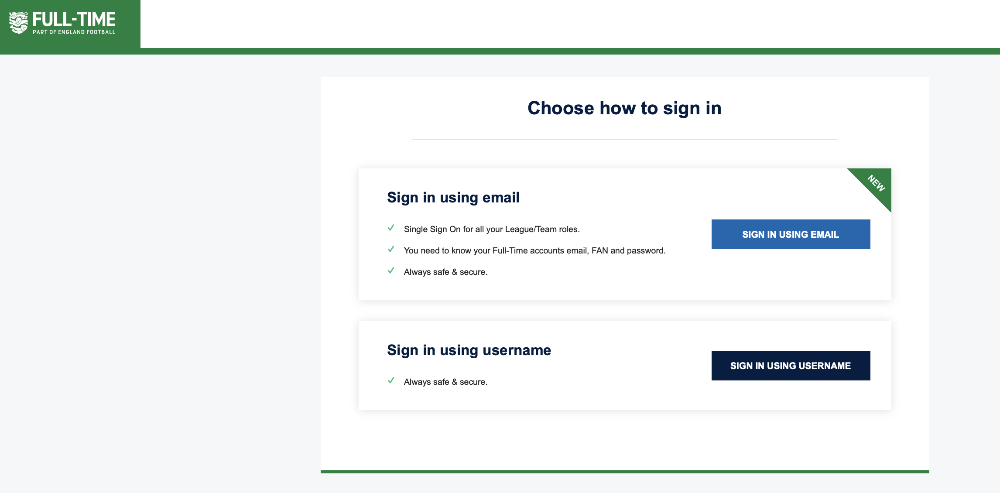 FULL-TIME
PART OF ENGLAND FOOTBALL
Choose how to sign in
NEW
Sign in using email
Single Sign On for all your League/Team roles.
You need to know your Full-Time accounts email, FAN and password.
Always safe & secure.
SIGN IN USING EMAIL
Sign in using username
Always safe & secure.
SIGN IN USING USERNAME